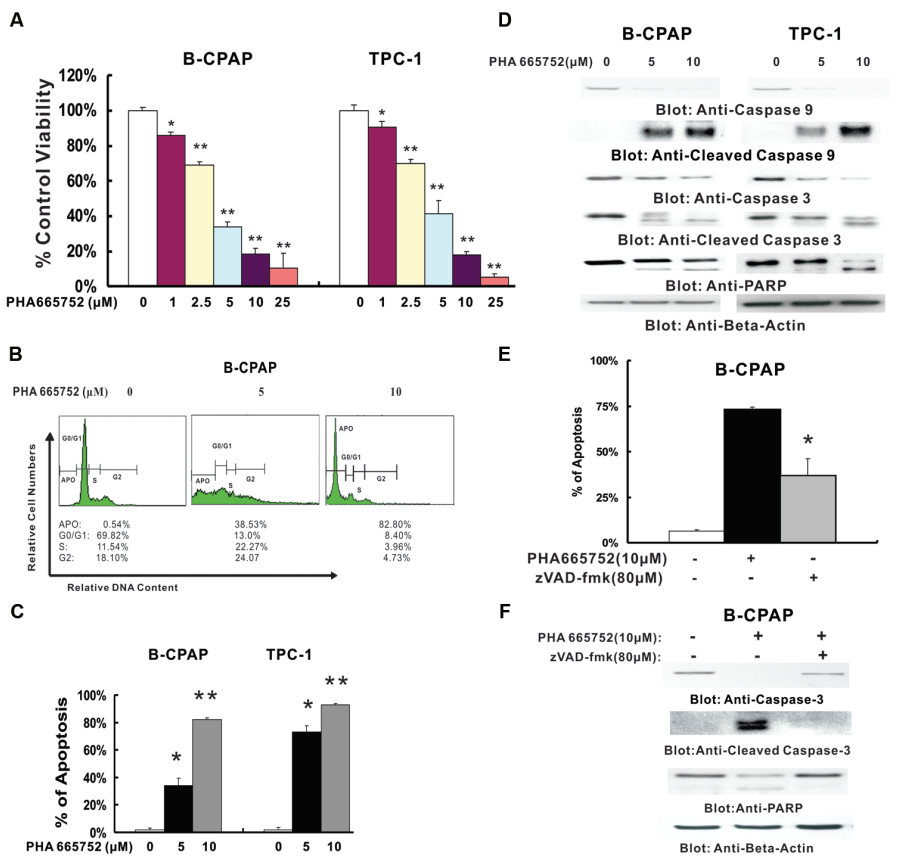 A
B-CPAP TPC-1
120%
100%
80%
60%
40%
20%
0%
% Control Viability
* ** ** ** ** * ** ** ** **
PHA665752 (µM) 0 1 2.5 5 10 25 0 1 2.5 5 10 25
B
B-CPAP
PHA 665752 (µM) 0 5 10
G0/G1 APO S G2
G0/G1 APO S G2
APO G0/G1 S G2
Relative Cell Numbers
APO: 0.54% 38.53% 82.80%
G0/G1: 69.82% 13.0% 8.40%
S: 11.54% 22.27% 3.96%
G2: 18.10% 24.07 4.73%
Relative DNA Content
C
B-CPAP TPC-1
100%
80%
60%
40%
20%
0%
% of Apoptosis
* ** * **
PHA 665752 (µM) 0 5 10 0 5 10
D
B-CPAP TPC-1
PHA 665752(µM) 0 5 10 0 5 10
Blot: Anti-Caspase 9
Blot: Anti-Cleaved Caspase 9
Blot: Anti-Caspase 3
Blot: Anti-Cleaved Caspase 3
Blot: Anti-PARP
Blot: Anti-Beta-Actin
E
B-CPAP
100%
75%
50%
25%
0%
% of Apoptosis
*
PHA665752(10µM) - + -
zVAD-fmk(80µM) - - +
F
B-CPAP
PHA 665752(10µM): - + +
zVAD-fmk(80µM): - - +
Blot: Anti-Caspase-3
Blot:Anti-Cleaved Caspase-3
Blot:Anti-PARP
Blot:Anti-Beta-Actin